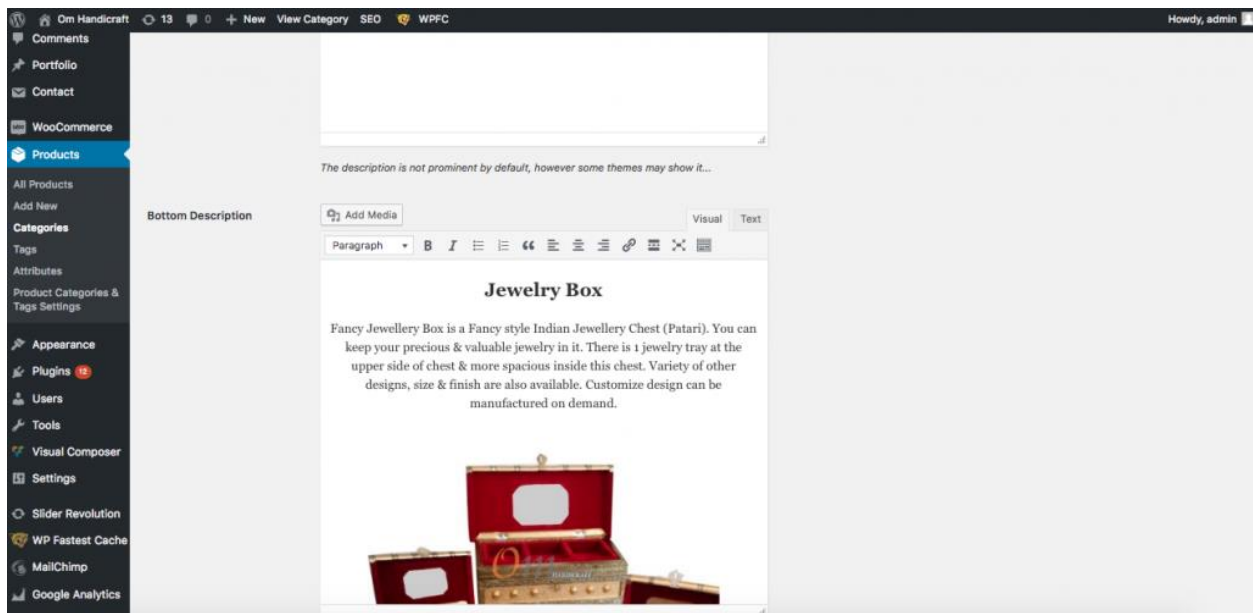 Om Handicraft 13 0 + New View Category SEO WPFC Howdy, admin
Comments
Portfolio
Contact
WooCommerce
Products
All Products
Add New
Categories
Tags
Attributes
Product Categories &
Tags Settings
Appearance
Plugins 12
Users
Tools
Visual Composer
Settings
Slider Revolution
WP Fastest Cache
MailChimp
Google Analytics
The description is not prominent by default, however some themes may show it...
Bottom Description
Add Media
Visual Text
Paragraph B I
Jewelry Box
Fancy Jewellery Box is a Fancy style Indian Jewellery Chest (Patari). You can
keep your precious & valuable jewelry in it. There is 1 jewelry tray at the
upper side of chest & more spacious inside this chest. Variety of other
designs, size & finish are also available. Customize design can be
manufactured on demand.
Om